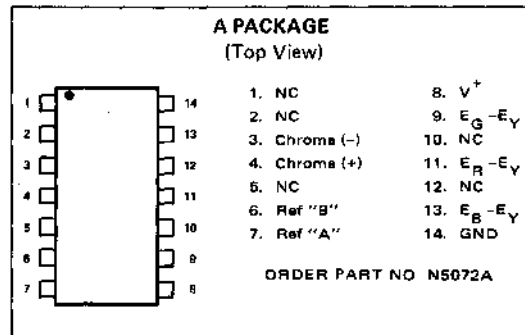 A PACKAGE
(Top View)
1 14
2 13
3 12
4 11
5 10
6 9
7 8
1. NC
2. NC
3. Chroma (–)
4. Chroma (+)
5. NC
6. Ref "B"
7. Ref "A"
8. V+
9. EG –EY
10. NC
11. ER –EY
12. NC
13. EB –EY
14. GND
ORDER PART NO N5072A